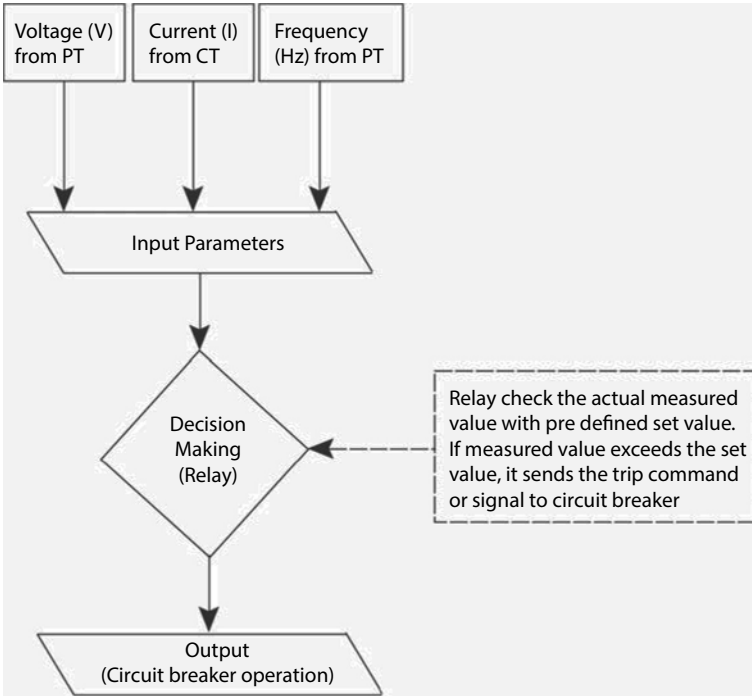 Voltage (V)
from PT
Current (I)
from CT
Frequency
(Hz) from PT
Input Parameters
Decision
Making
(Relay)
Relay check the actual measured
value with pre defined set value.
If measured value exceeds the set
value, it sends the trip command
or signal to circuit breaker
Output
(Circuit breaker operation)